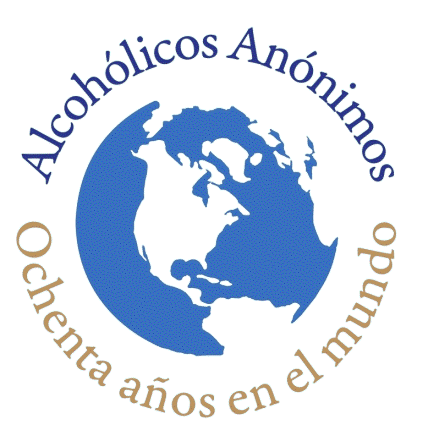 Alcohólicos Anónimos
Ochenta años en el mundo